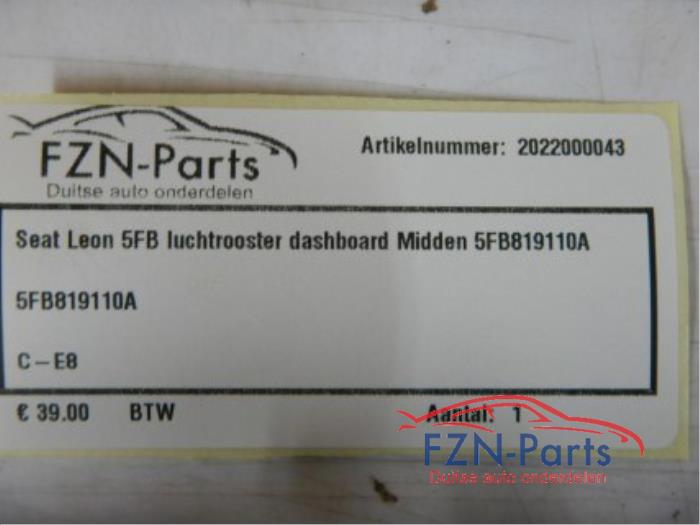 FZN-Parts
Duitse auto onderdelen
Artikelnummer: 2022000043
Seat Leon 5FB luchtrooster dashboard Midden 5FB819110A
5FB819110A
C-E8
€ 39.00 BTW Aantal: 1
FZN-Parts
Duitse auto onderdelen